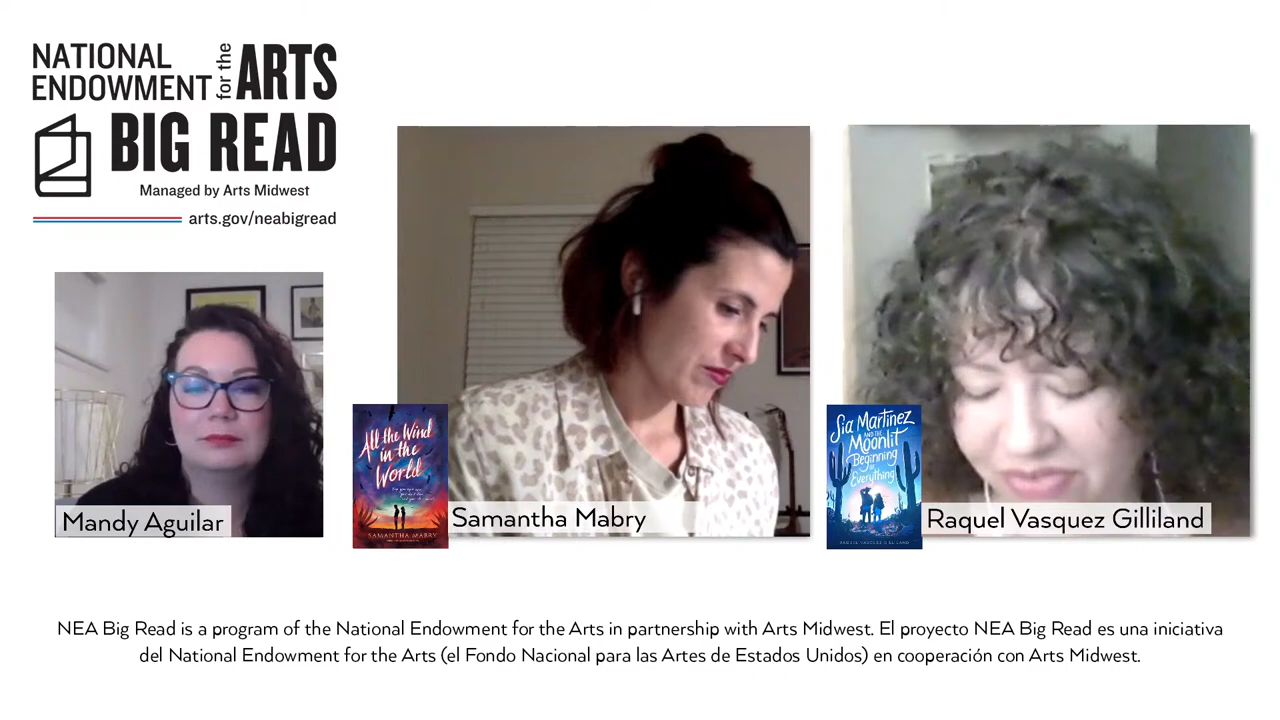 NATIONAL
ENDOWMENT for the ARTS
BIG READ
Managed by Arts Midwest
arts.gov/neabigread
Mandy Aguilar
All the Wind
in the
World
SAMANTHA MABRY
Samantha Mabry
Sia Martinez
AND THE
Moonlit
Beginning
OF
Everything
RAQUEL VASQUEZ GILLILAND
Raquel Vasquez Gilliland
NEA Big Read is a program of the National Endowment for the Arts in partnership with Arts Midwest. El proyecto NEA Big Read es una iniciativa
del National Endowment for the Arts (el Fondo Nacional para las Artes de Estados Unidos) en cooperación con Arts Midwest.